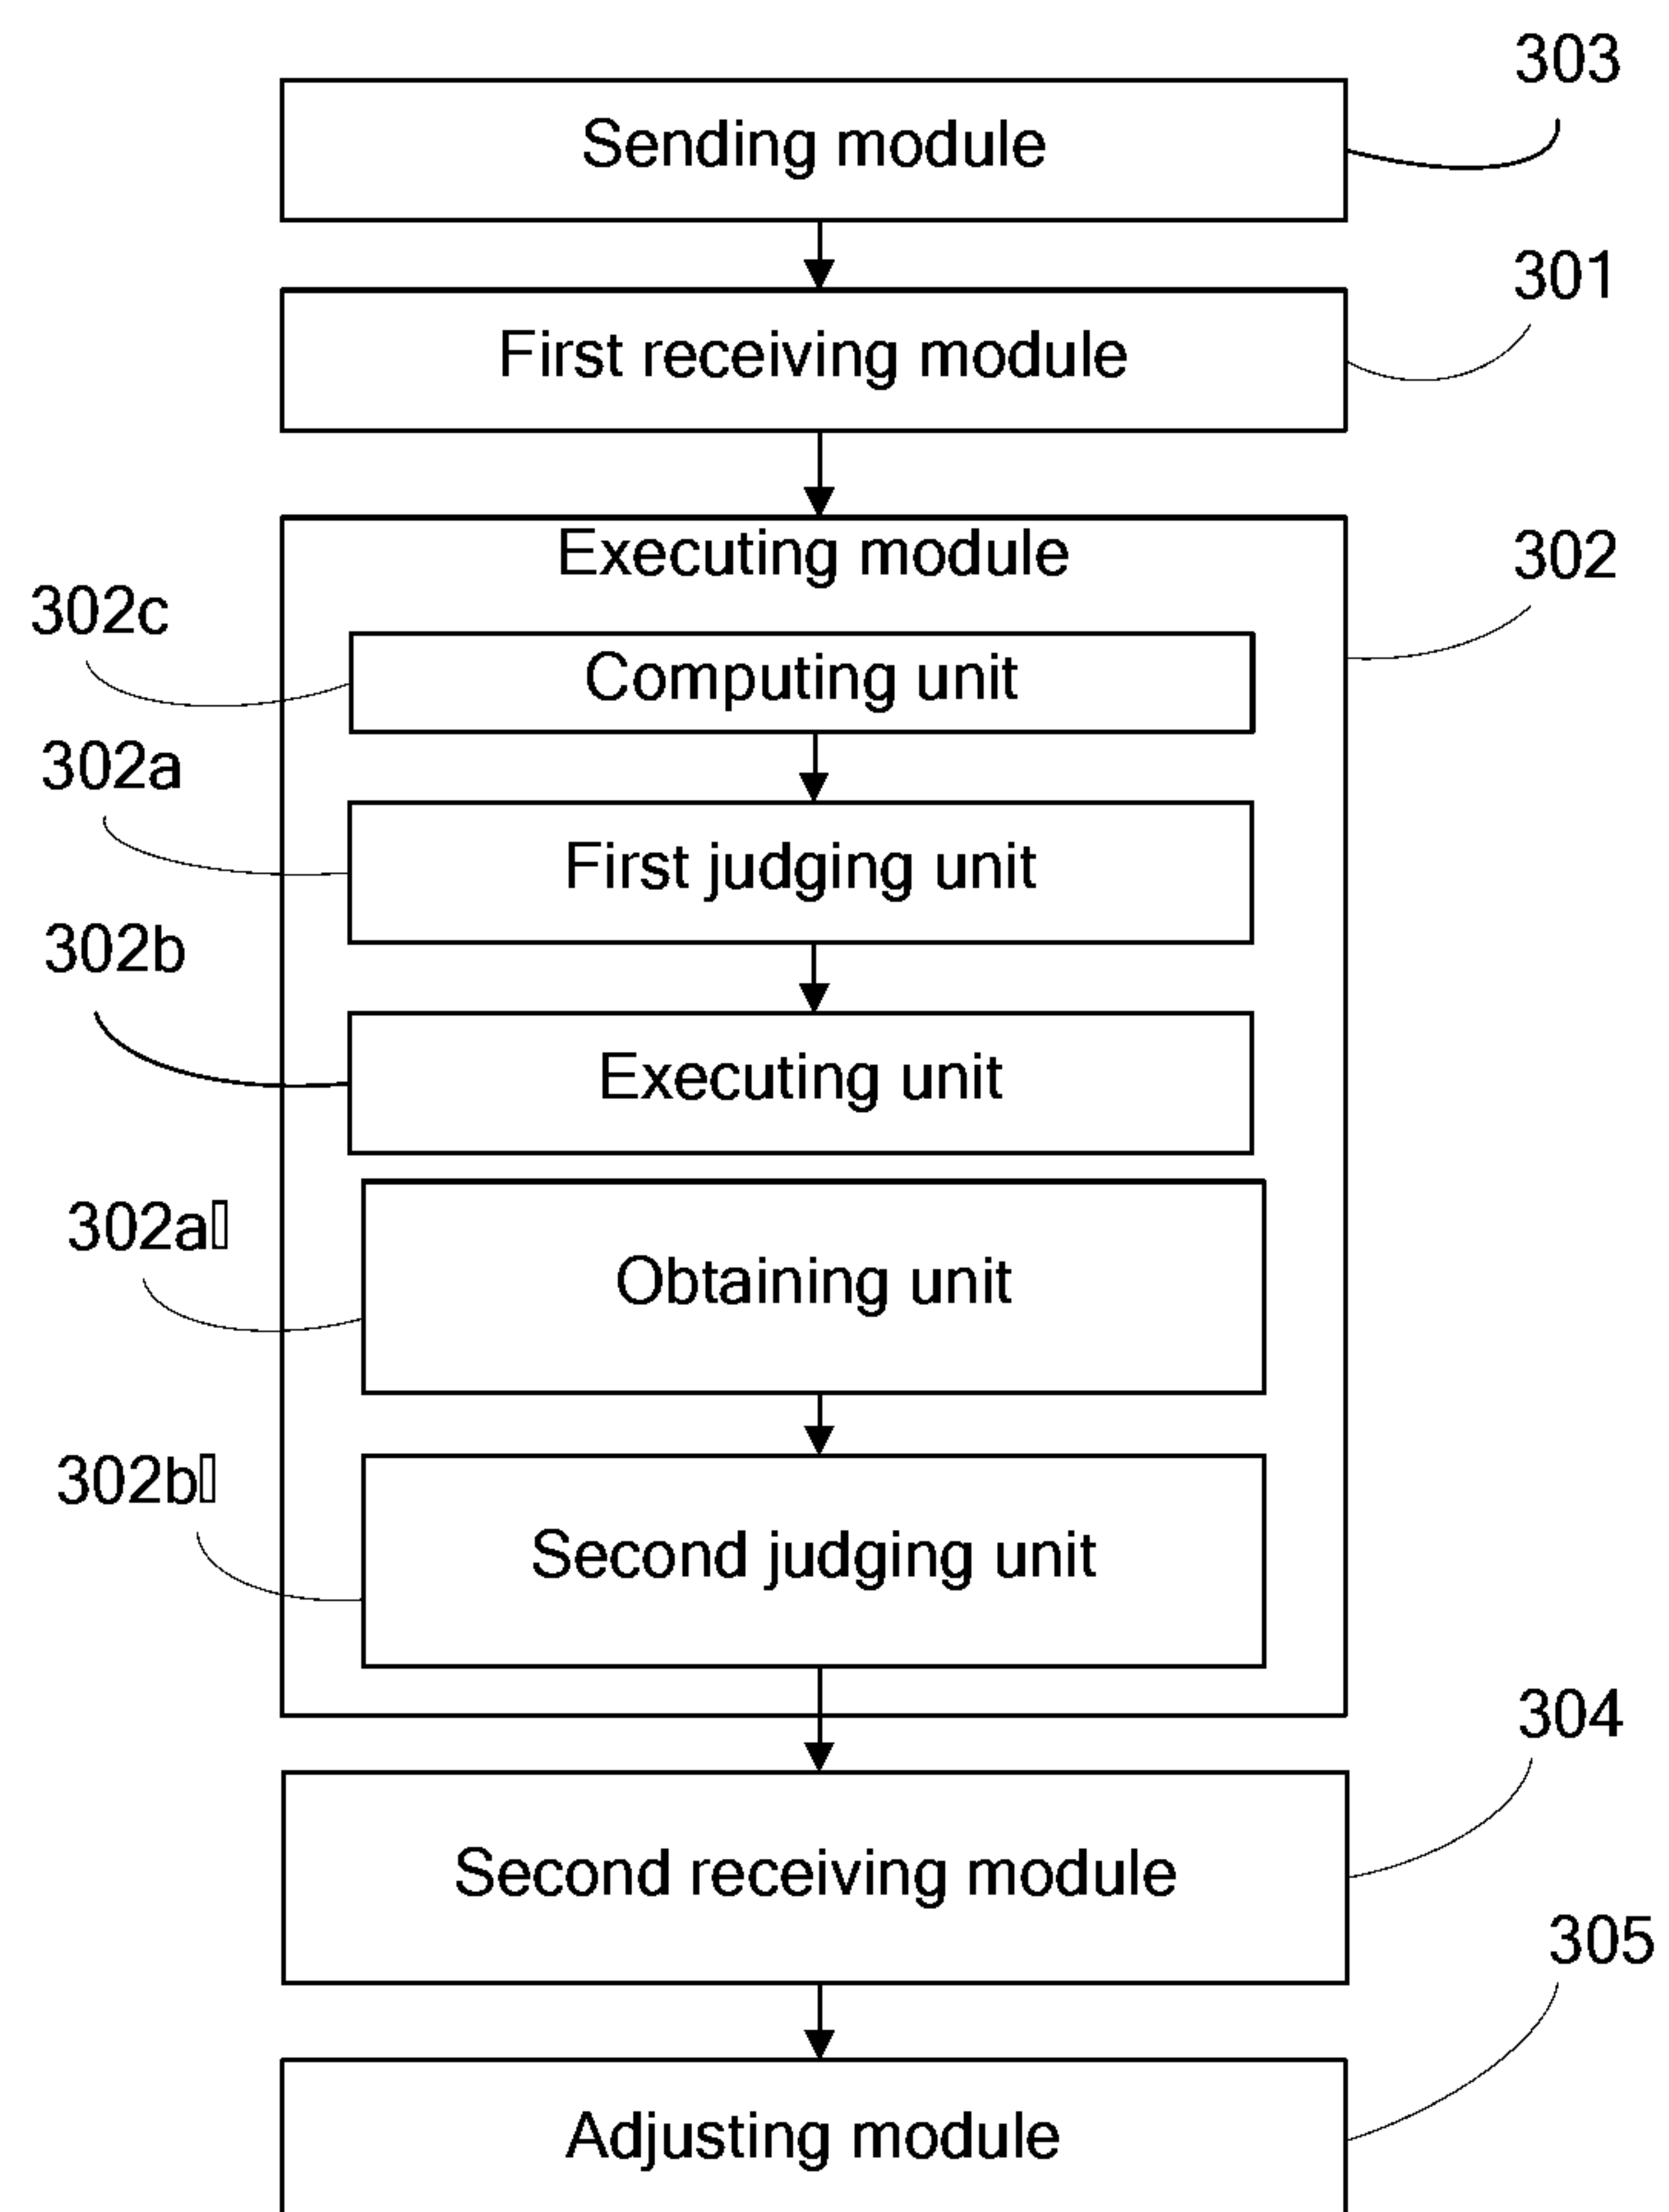 303
Sending module
301
First receiving module
Executing module
302
302c
Computing unit
302a
First judging unit
302b
Executing unit
302a▯
Obtaining unit
302b▯
Second judging unit
304
Second receiving module
305
Adjusting module